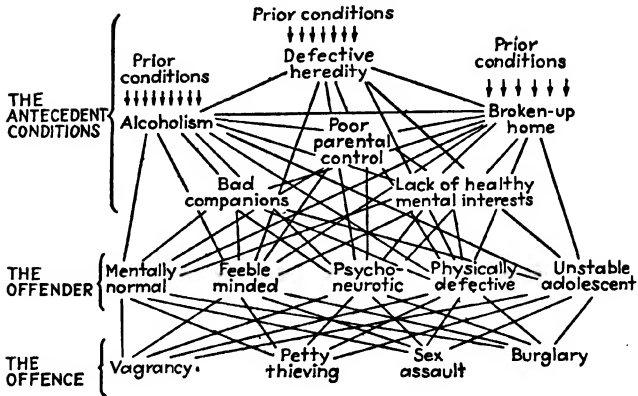 Prior conditions
Defective
heredity
Prior
conditions
Prior
conditions
THE
ANTECEDENT
CONDITIONS
Alcoholism
Poor
parental
control
Broken-up
home
Bad
companions
Lack of healthy
mental interests
THE
OFFENDER
Mentally
normal
Feeble
minded
Psycho-
neurotic
Physically
defective
Unstable
adolescent
THE
OFFENCE
Vagrancy.
Petty
thieving
Sex
assault
Burglary